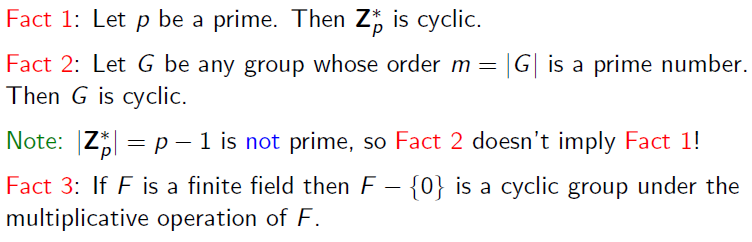 Fact 1: Let p be a prime. Then Z*_p is cyclic.
Fact 2: Let G be any group whose order m = |G| is a prime number.
Then G is cyclic.
Note: |Z*_p| = p − 1 is not prime, so Fact 2 doesn't imply Fact 1!
Fact 3: If F is a finite field then F − {0} is a cyclic group under the
multiplicative operation of F.